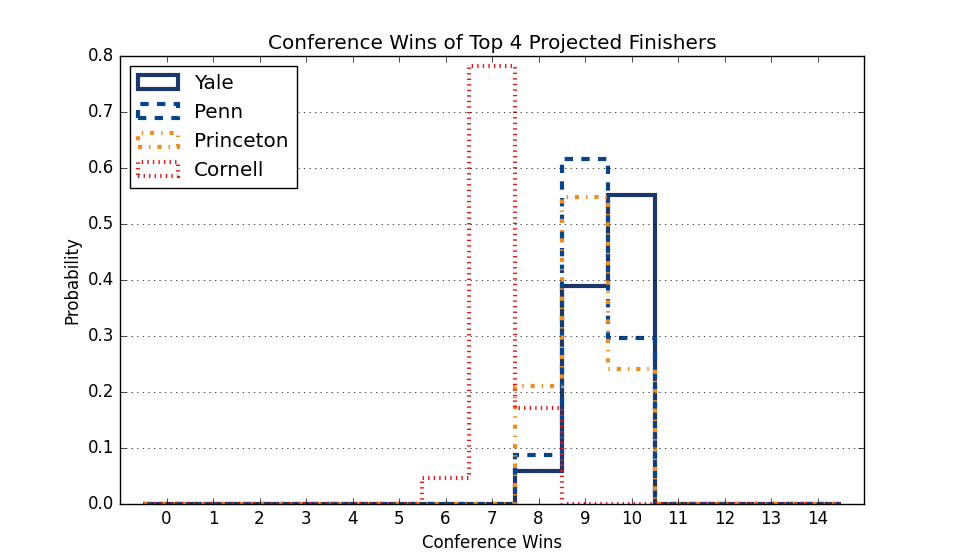 Conference Wins of Top 4 Projected Finishers
0.8
0.7
0.6
0.5
0.4
0.3
0.2
0.1
0.0
Probability
Yale
Penn
Princeton
Cornell
0 1 2 3 4 5 6 7 8 9 10 11 12 13 14
Conference Wins